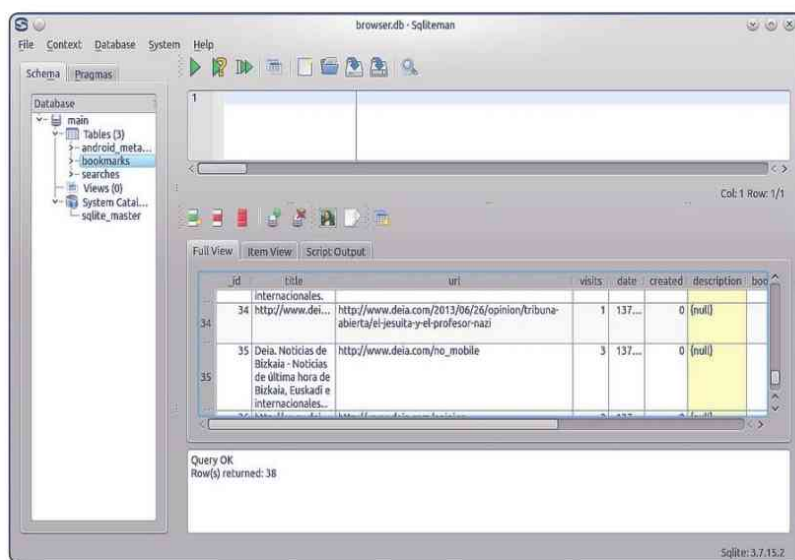 browser.db - Sqliteman
File Context Database System Help
Schema Pragmas
Database
main
Tables (3)
android_meta...
bookmarks
searches
Views (0)
System Catal...
sqlite_master
1
Col: 1 Row: 1/1
Full View Item View Script Output
_id title url visits date created description boo
internacionales.
34 34 http://www.dei... http://www.deia.com/2013/06/26/opinion/tribuna- 1 137... 0 {null}
abierta/el-jesuita-y-el-profesor-nazi
35 35 Deia. Noticias de http://www.deia.com/no_mobile 3 137... 0 {null}
Bizkaia - Noticias
de última hora de
Bizkaia, Euskadi e
internacionales...
Query OK
Row(s) returned: 38
Sqlite: 3.7.15.2